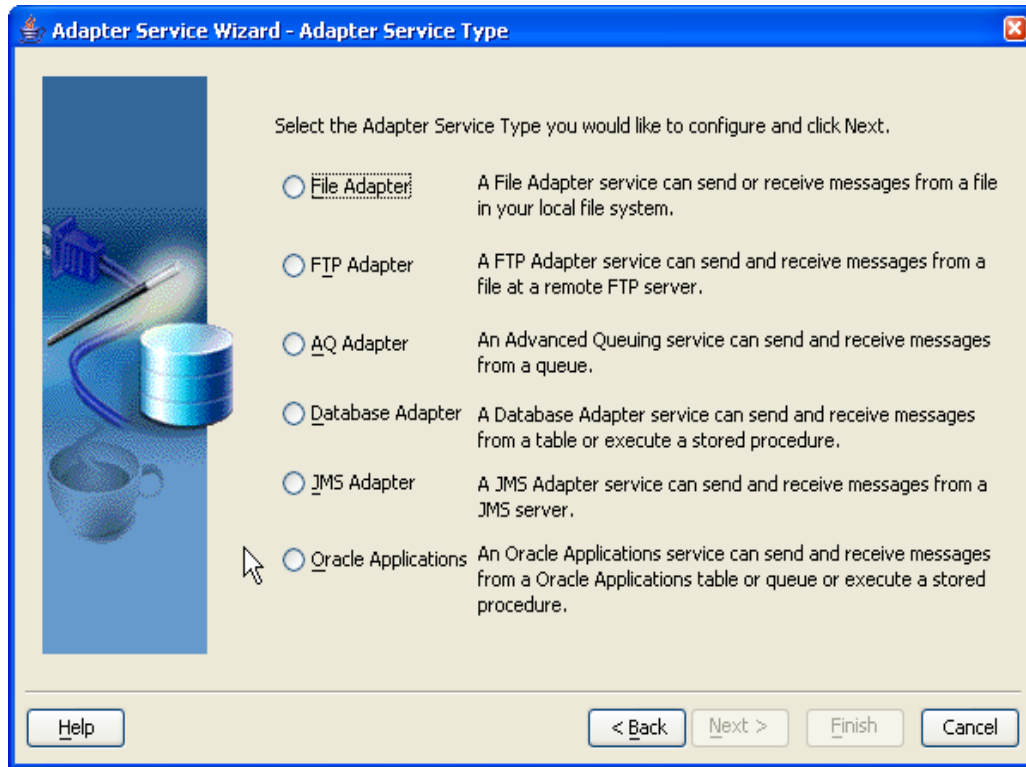 Adapter Service Wizard - Adapter Service Type
Select the Adapter Service Type you would like to configure and click Next.
File Adapter
A File Adapter service can send or receive messages from a file
in your local file system.
FTP Adapter
A FTP Adapter service can send and receive messages from a
file at a remote FTP server.
AQ Adapter
An Advanced Queuing service can send and receive messages
from a queue.
Database Adapter
A Database Adapter service can send and receive messages
from a table or execute a stored procedure.
JMS Adapter
A JMS Adapter service can send and receive messages from a
JMS server.
Oracle Applications
An Oracle Applications service can send and receive messages
from a Oracle Applications table or queue or execute a stored
procedure.
Help
< Back
Next >
Finish
Cancel